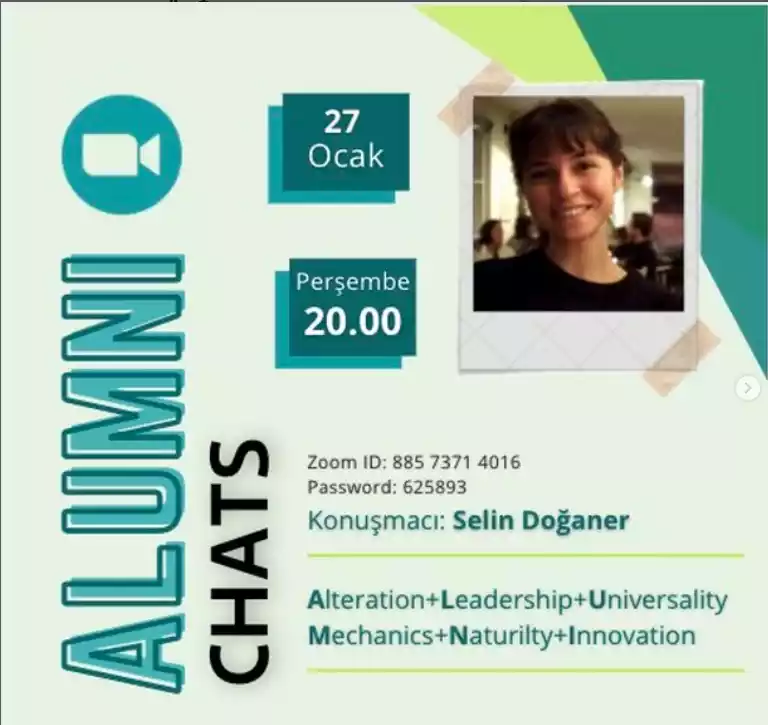 27
Ocak
Perşembe
20.00
ALUMNI
CHATS
Zoom ID: 885 7371 4016
Password: 625893
Konuşmacı: Selin Doğaner
Alteration+Leadership+Universality
Mechanics+Naturilty+Innovation